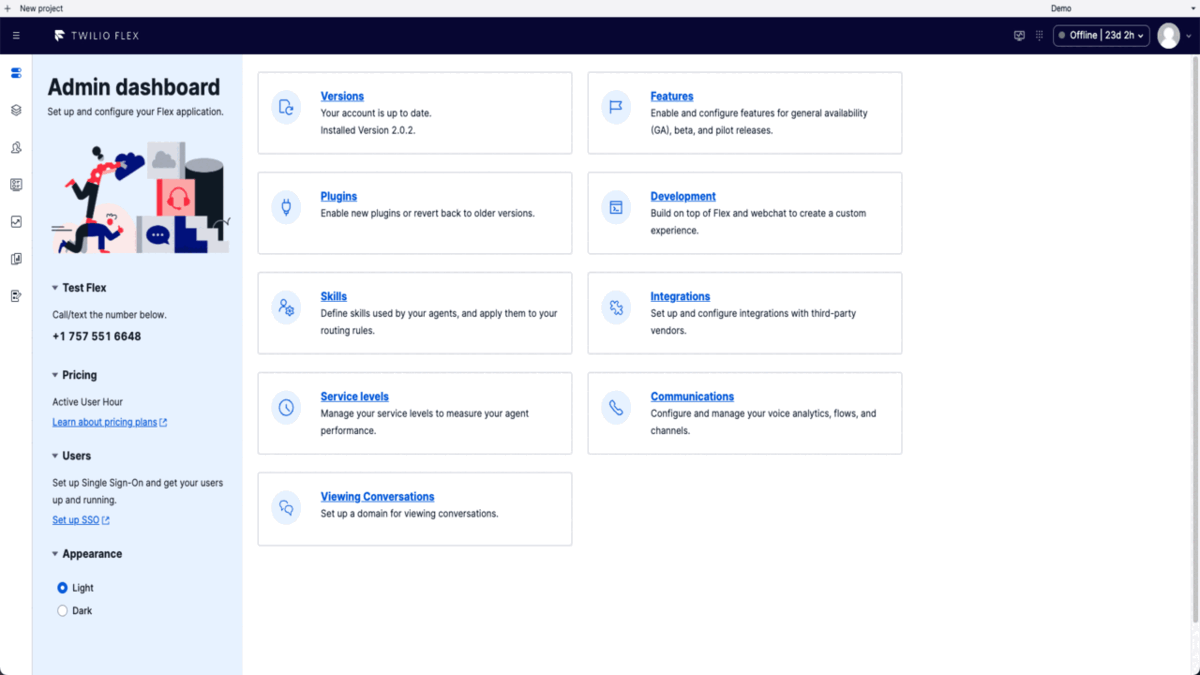 New project
Demo
TWILIO FLEX
Offline | 23d 2h
Admin dashboard
Set up and configure your Flex application.
Test Flex
Call/text the number below.
+1 757 551 6648
Pricing
Active User Hour
Learn about pricing plans
Users
Set up Single Sign-On and get your users
up and running.
Set up SSO
Appearance
Light
Dark
Versions
Your account is up to date.
Installed Version 2.0.2.
Features
Enable and configure features for general availability
(GA), beta, and pilot releases.
Plugins
Enable new plugins or revert back to older versions.
Development
Build on top of Flex and webchat to create a custom
experience.
Skills
Define skills used by your agents, and apply them to your
routing rules.
Integrations
Set up and configure integrations with third-party
vendors.
Service levels
Manage your service levels to measure your agent
performance.
Communications
Configure and manage your voice analytics, flows, and
channels.
Viewing Conversations
Set up a domain for viewing conversations.